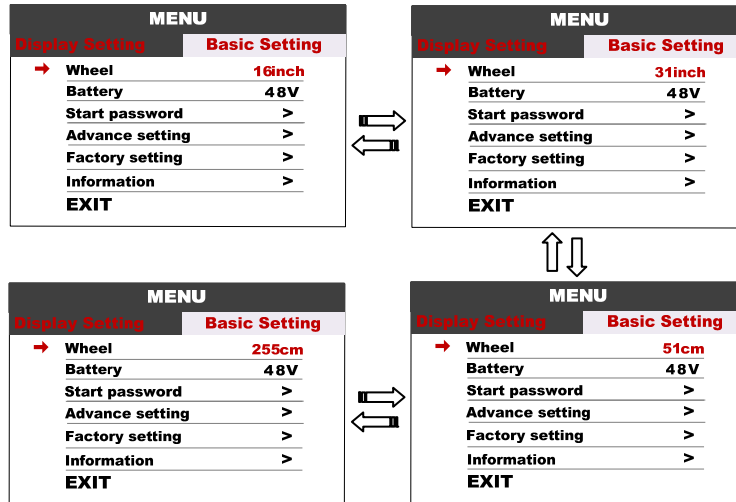 MENU
Display Setting Basic Setting
Wheel 16inch
Battery 48V
Start password >
Advance setting >
Factory setting >
Information >
EXIT
MENU
Display Setting Basic Setting
Wheel 31inch
Battery 48V
Start password >
Advance setting >
Factory setting >
Information >
EXIT
MENU
Display Setting Basic Setting
Wheel 255cm
Battery 48V
Start password >
Advance setting >
Factory setting >
Information >
EXIT
MENU
Display Setting Basic Setting
Wheel 51cm
Battery 48V
Start password >
Advance setting >
Factory setting >
Information >
EXIT